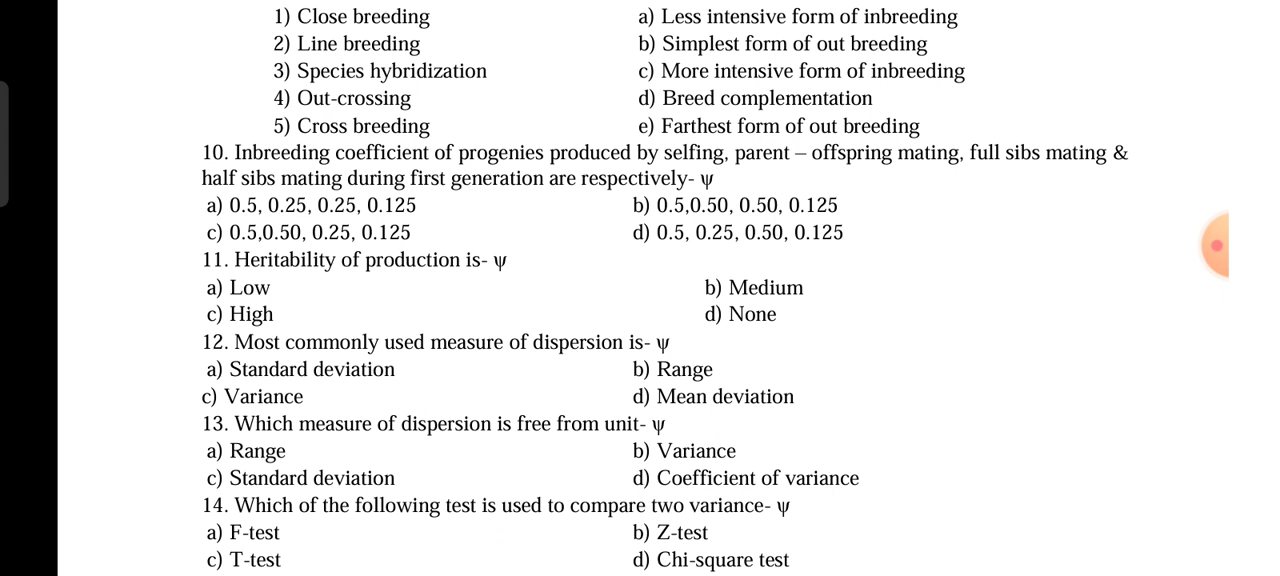 1) Close breeding a) Less intensive form of inbreeding
2) Line breeding b) Simplest form of out breeding
3) Species hybridization c) More intensive form of inbreeding
4) Out-crossing d) Breed complementation
5) Cross breeding e) Farthest form of out breeding
10. Inbreeding coefficient of progenies produced by selfing, parent – offspring mating, full sibs mating &
half sibs mating during first generation are respectively- ψ
a) 0.5, 0.25, 0.25, 0.125 b) 0.5,0.50, 0.50, 0.125
c) 0.5,0.50, 0.25, 0.125 d) 0.5, 0.25, 0.50, 0.125
11. Heritability of production is- ψ
a) Low b) Medium
c) High d) None
12. Most commonly used measure of dispersion is- ψ
a) Standard deviation b) Range
c) Variance d) Mean deviation
13. Which measure of dispersion is free from unit- ψ
a) Range b) Variance
c) Standard deviation d) Coefficient of variance
14. Which of the following test is used to compare two variance- ψ
a) F-test b) Z-test
c) T-test d) Chi-square test